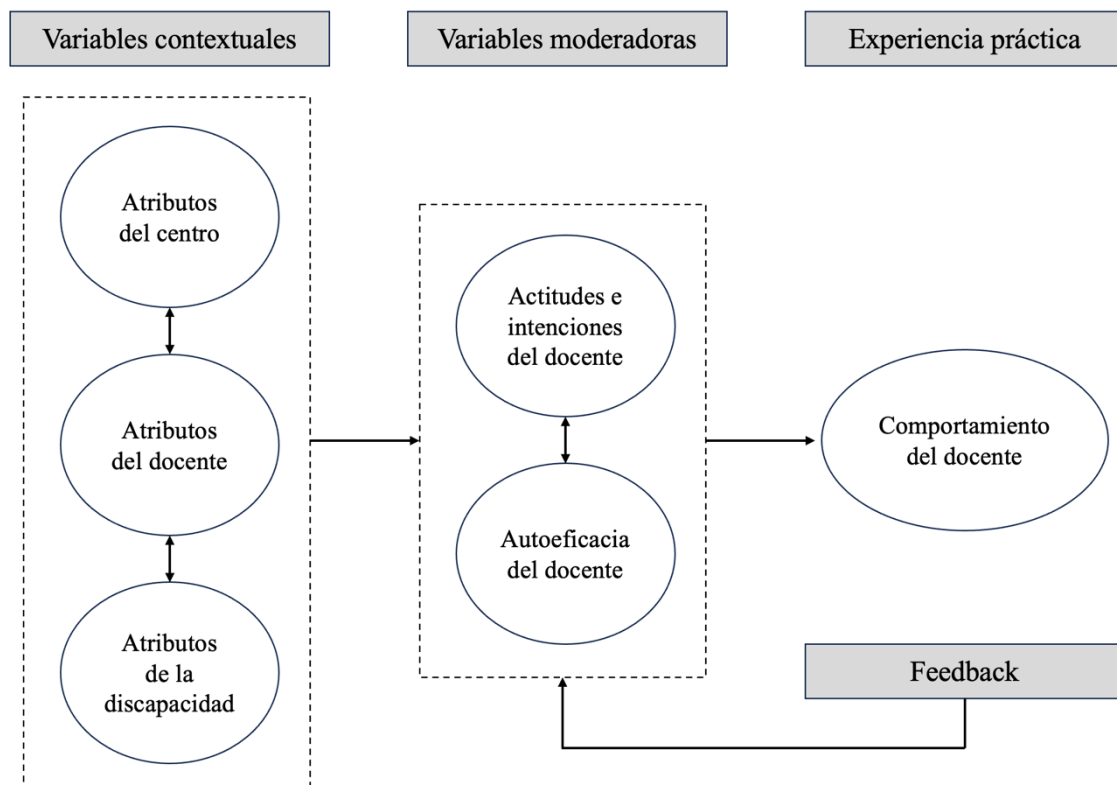 Variables contextuales
Variables moderadoras
Experiencia práctica
Atributos
del centro
Atributos
del docente
Atributos
de la
discapacidad
Actitudes e
intenciones
del docente
Autoeficacia
del docente
Comportamiento
del docente
Feedback